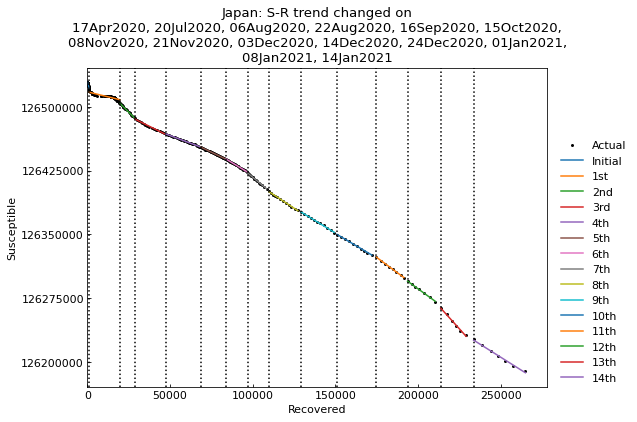 Japan: S-R trend changed on
17Apr2020, 20Jul2020, 06Aug2020, 22Aug2020, 16Sep2020, 15Oct2020,
08Nov2020, 21Nov2020, 03Dec2020, 14Dec2020, 24Dec2020, 01Jan2021,
08Jan2021, 14Jan2021
126500000
126425000
126350000
126275000
126200000
Susceptible
0
50000
100000
150000
200000
250000
Recovered
Actual
Initial
1st
2nd
3rd
4th
5th
6th
7th
8th
9th
10th
11th
12th
13th
14th